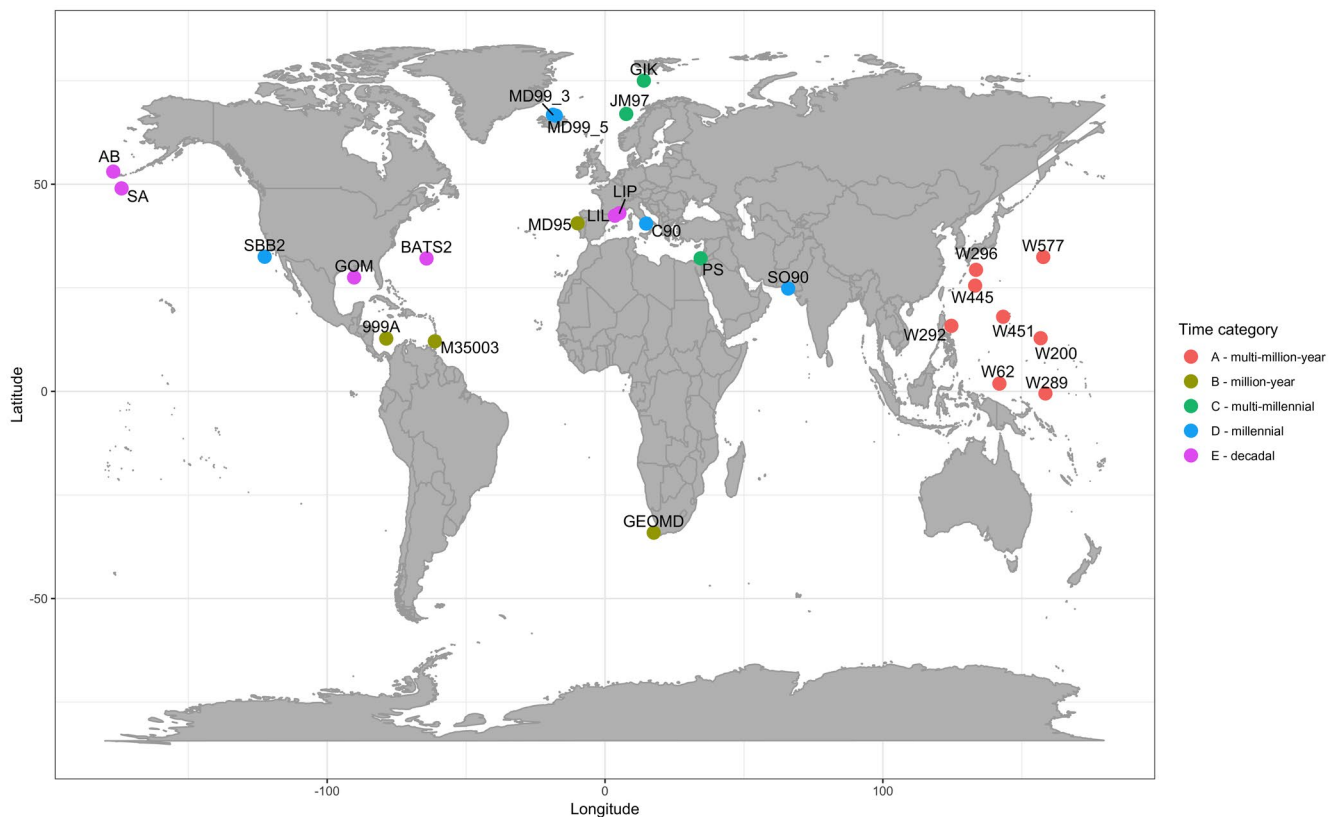 GIK
MD99_3
JM97
MD99_5
AB
SA
LIP
LIL
MD95
C90
SBB2
BATS2
GOM
PS
SO90
W296
W577
W445
999A
M35003
W292
W451
W200
W62
W289
GEOMD
50
0
-50
Latitude
-100
0
100
Longitude
Time category
A - multi-million-year
B - million-year
C - multi-millennial
D - millennial
E - decadal